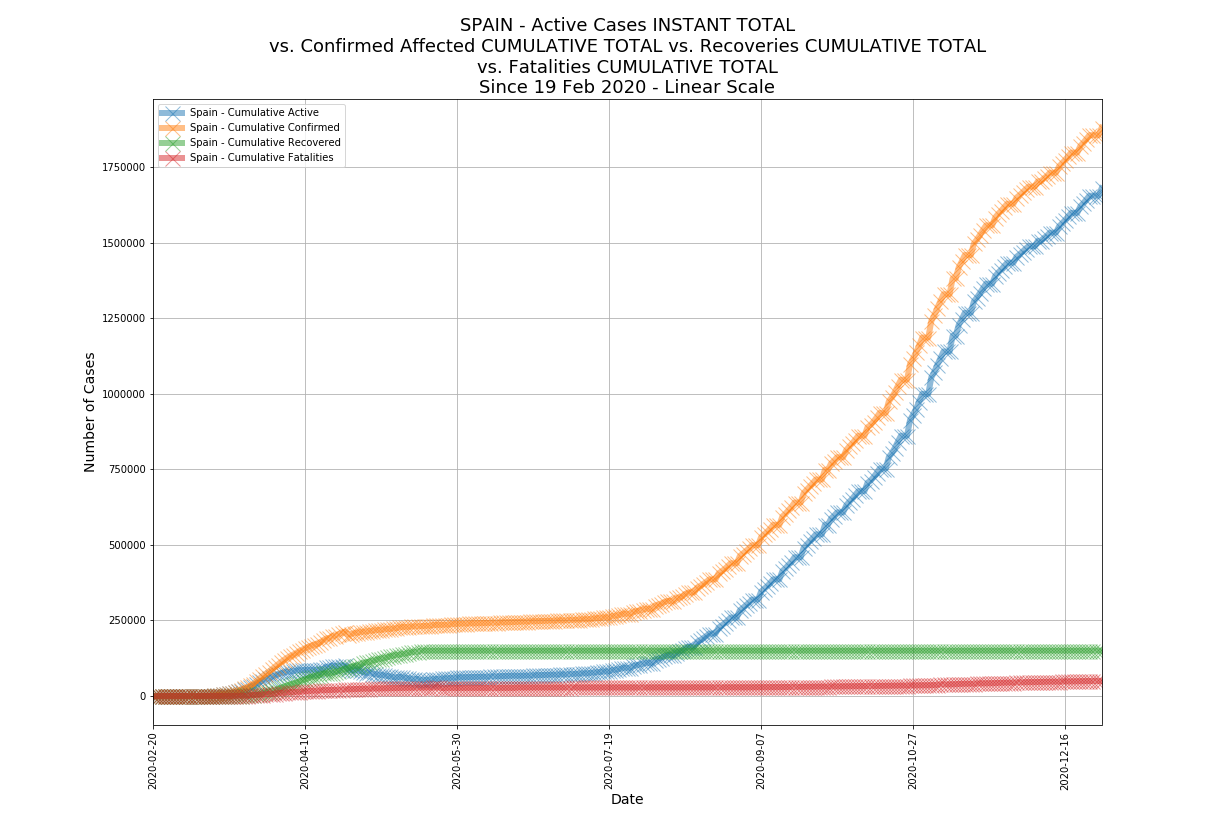 SPAIN - Active Cases INSTANT TOTAL
vs. Confirmed Affected CUMULATIVE TOTAL vs. Recoveries CUMULATIVE TOTAL
vs. Fatalities CUMULATIVE TOTAL
Since 19 Feb 2020 - Linear Scale
Spain - Cumulative Active
Spain - Cumulative Confirmed
Spain - Cumulative Recovered
Spain - Cumulative Fatalities
Number of Cases
1750000
1500000
1250000
1000000
750000
500000
250000
0
2020-02-20
2020-04-10
2020-05-30
2020-07-19
2020-09-07
2020-10-27
2020-12-16
Date